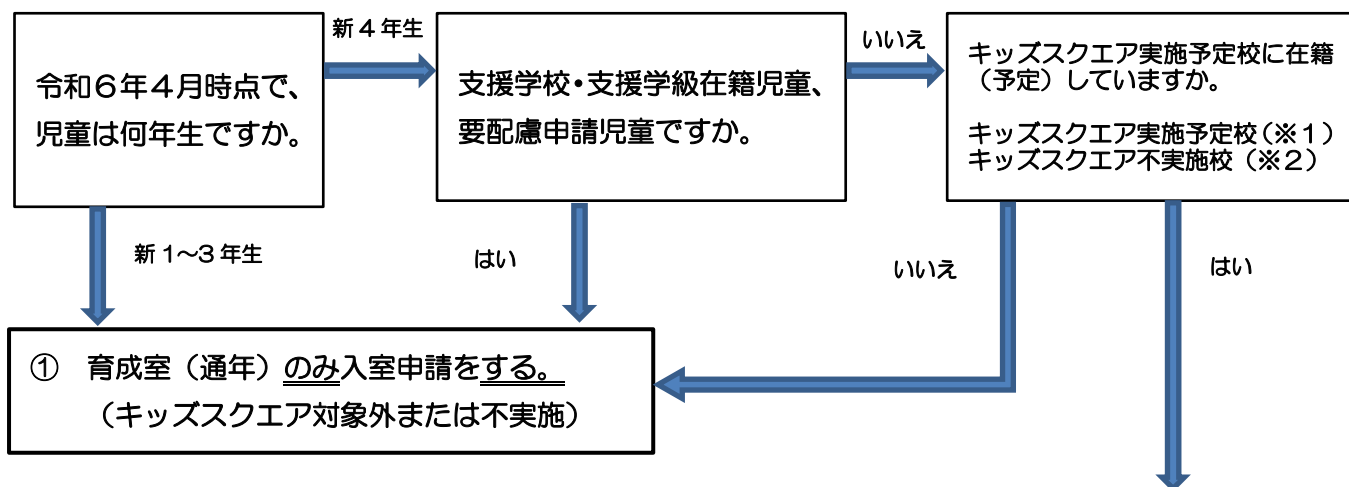 令和６年４月時点で、
児童は何年生ですか。
新４年生
支援学校・支援学級在籍児童、
要配慮申請児童ですか。
いいえ
キッズスクエア実施予定校に在籍
（予定）していますか。
キッズスクエア実施予定校（※１）
キッズスクエア不実施校（※２）
新１～３年生
はい
いいえ
はい
① 育成室（通年）のみ入室申請をする。
（キッズスクエア対象外または不実施）